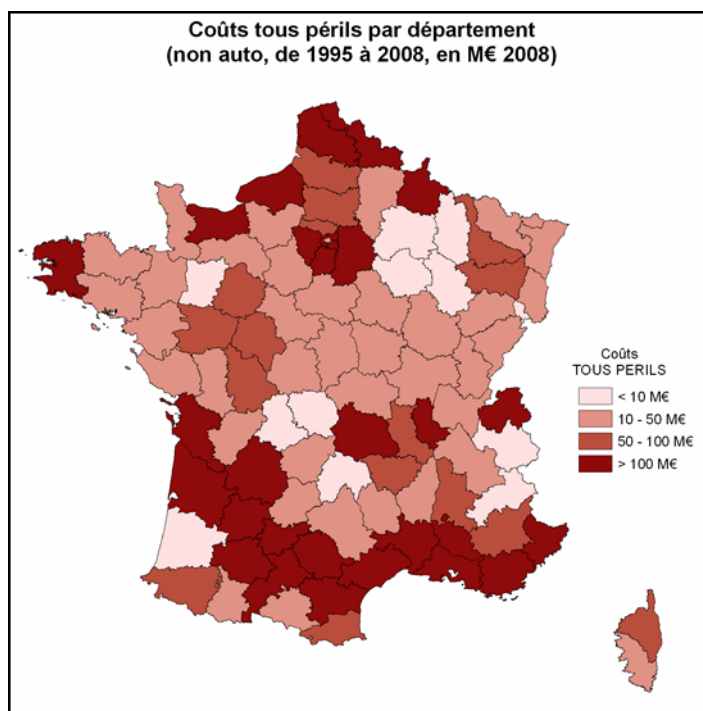 Coûts tous périls par département
(non auto, de 1995 à 2008, en M€ 2008)
Coûts
TOUS PERILS
< 10 M€
10 - 50 M€
50 - 100 M€
> 100 M€